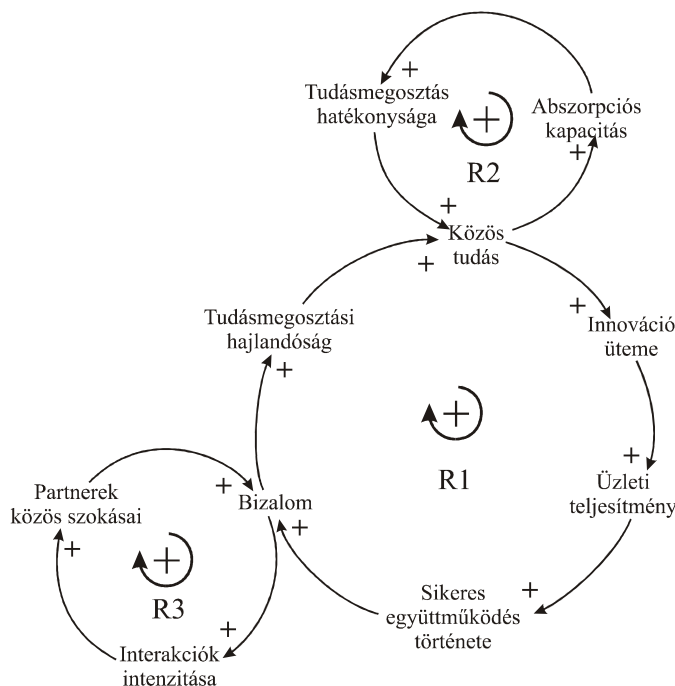 Tudásmegosztás
hatékonysága
+
Abszorpciós
kapacitás
+
+
R2
+
Közös
tudás
+
Tudásmegosztási
hajlandóság
+
+
Innováció
üteme
+
R1
+
Üzleti
teljesítmény
Partnerek
közös szokásai
+
+
Bizalom
+
+
R3
+
Interakciók
intenzitása
+
Sikeres
együttműködés
története